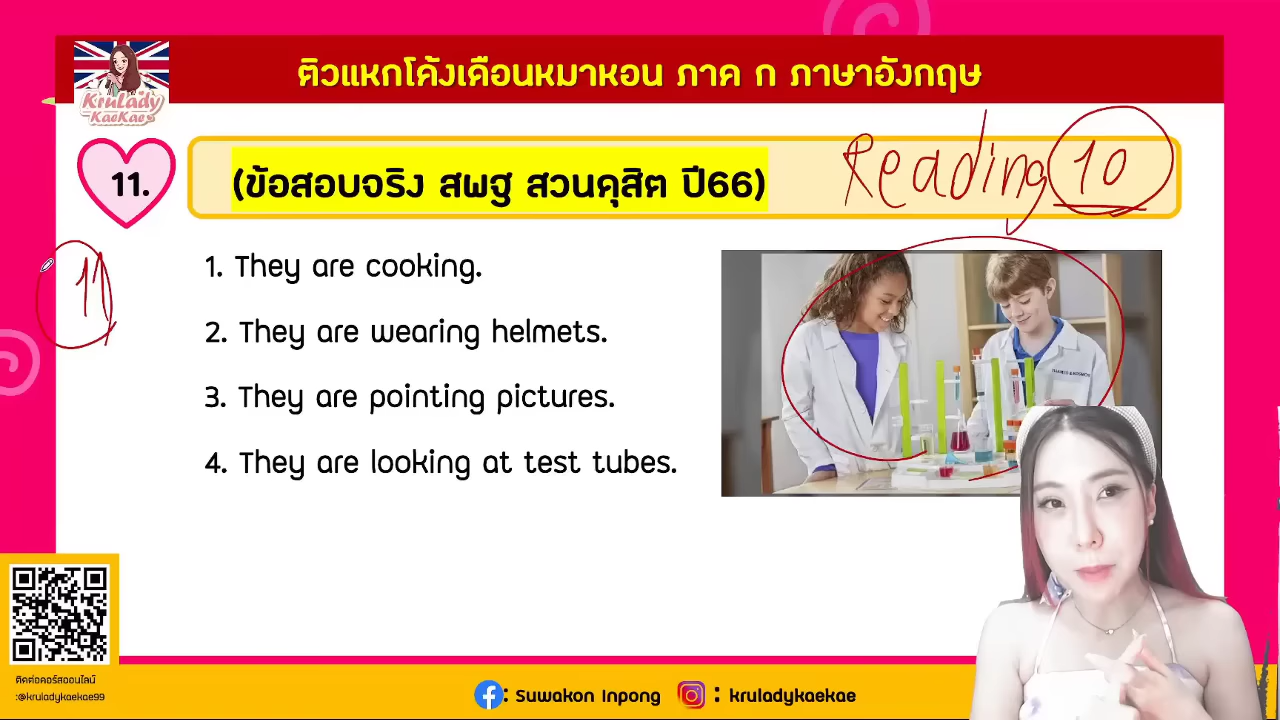 ติวแหกโค้งเดือนหมาหอน ภาค ก ภาษาอังกฤษ
Krulady
KaeKae
11.
(ข้อสอบจริง สพฐ สวนดุสิต ปี66)
Reading 10
11
1. They are cooking.
2. They are wearing helmets.
3. They are pointing pictures.
4. They are looking at test tubes.
ติดต่อคอร์สออนไลน์
:@kruladykaekae99
: Suwakon Inpong
: kruladykaekae